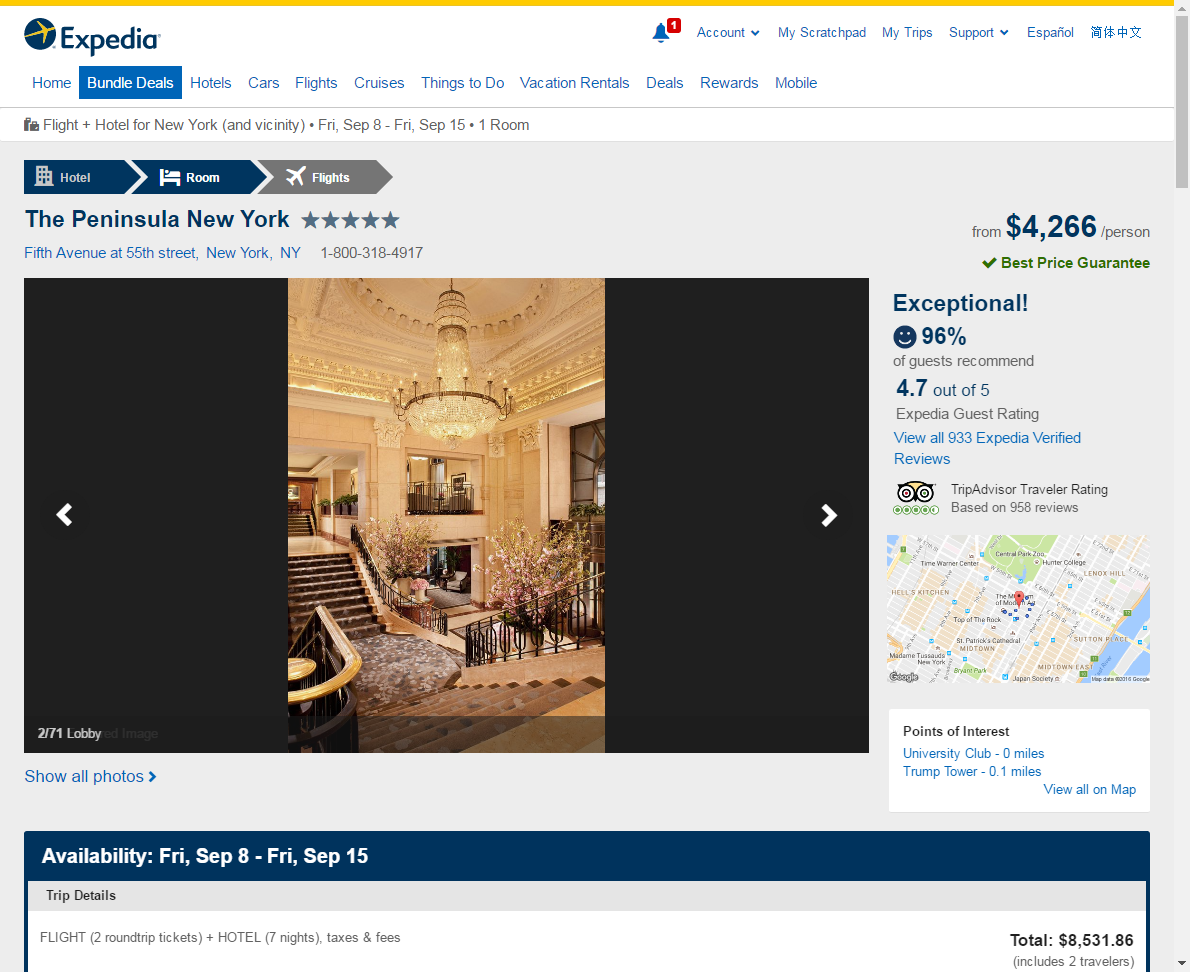 Expedia
1
Account
My Scratchpad
My Trips
Support
Español
简体中文
Home
Bundle Deals
Hotels
Cars
Flights
Cruises
Things to Do
Vacation Rentals
Deals
Rewards
Mobile
Flight + Hotel for New York (and vicinity) • Fri, Sep 8 - Fri, Sep 15 • 1 Room
Hotel
Room
Flights
The Peninsula New York
from $4,266 /person
Fifth Avenue at 55th street, New York, NY 1-800-318-4917
Best Price Guarantee
Exceptional!
96%
of guests recommend
4.7 out of 5
Expedia Guest Rating
View all 933 Expedia Verified
Reviews
TripAdvisor Traveler Rating
Based on 958 reviews
Central Park Zoo
Time Warner Center
Hunter College
LENOX HILL
HELL'S KITCHEN
Top of The Rock
St. Patrick's Cathedral
MIDTOWN
SUTTON PLACE
Madame Tussauds
New York
MIDTOWN EAST
Bryant Park
Japan Society
Google
Map data ©2016 Google
2/71 Lobby
Show all photos
Points of Interest
University Club - 0 miles
Trump Tower - 0.1 miles
View all on Map
Availability: Fri, Sep 8 - Fri, Sep 15
Trip Details
FLIGHT (2 roundtrip tickets) + HOTEL (7 nights), taxes & fees
Total: $8,531.86
(includes 2 travelers)